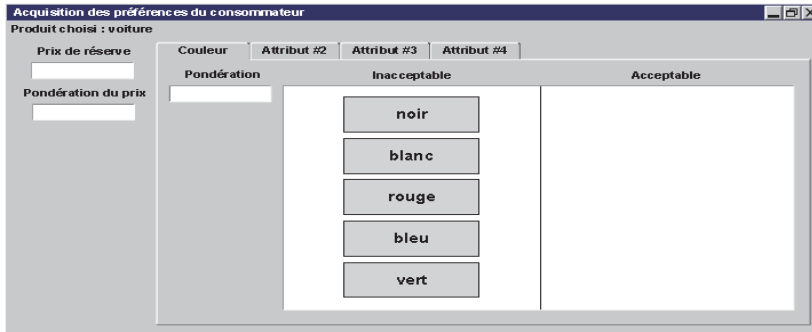 Acquisition des préférences du consommateur
Produit choisi : voiture
Prix de réserve
Pondération du prix
Couleur Attribut #2 Attribut #3 Attribut #4
Pondération Inacceptable Acceptable
noir
blanc
rouge
bleu
vert